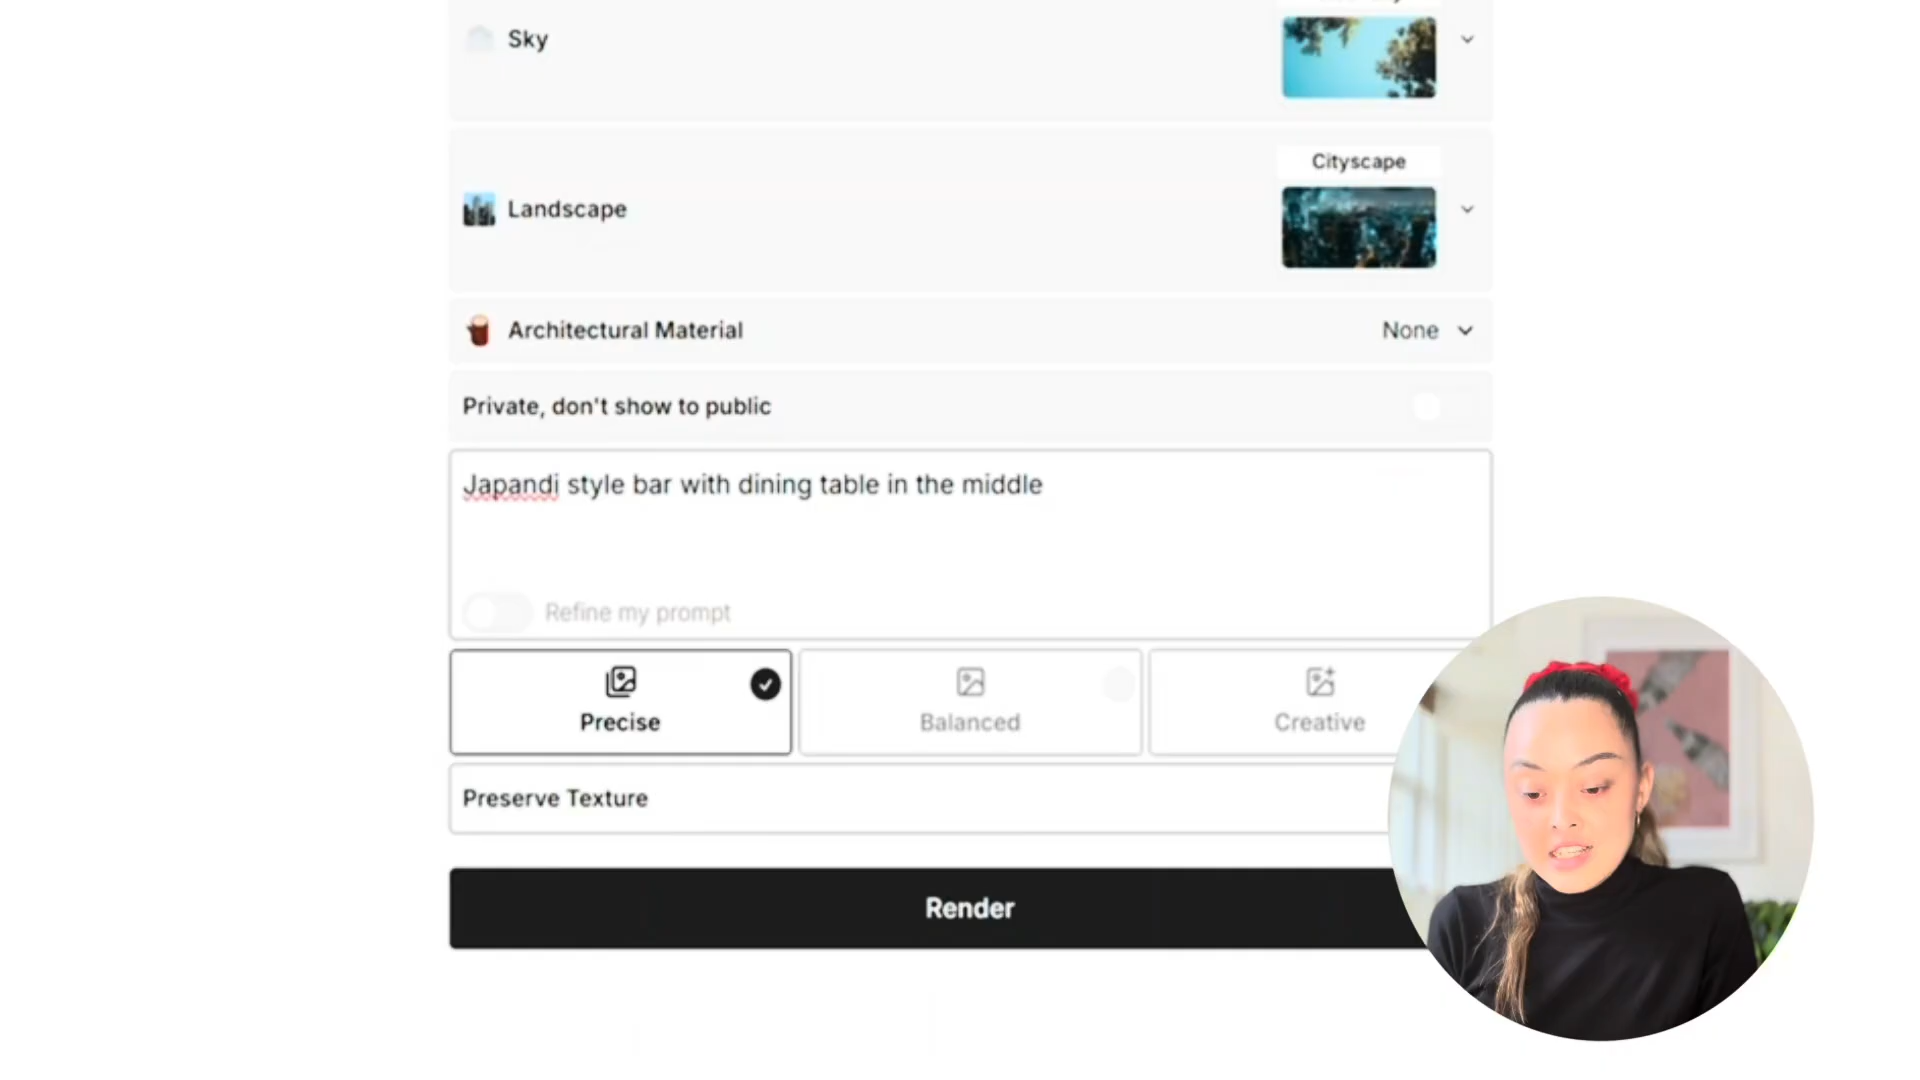 Sky
Cityscape
Landscape
Architectural Material
None
Private, don't show to public
Japandi style bar with dining table in the middle
Refine my prompt
Precise
Balanced
Creative
Preserve Texture
Render